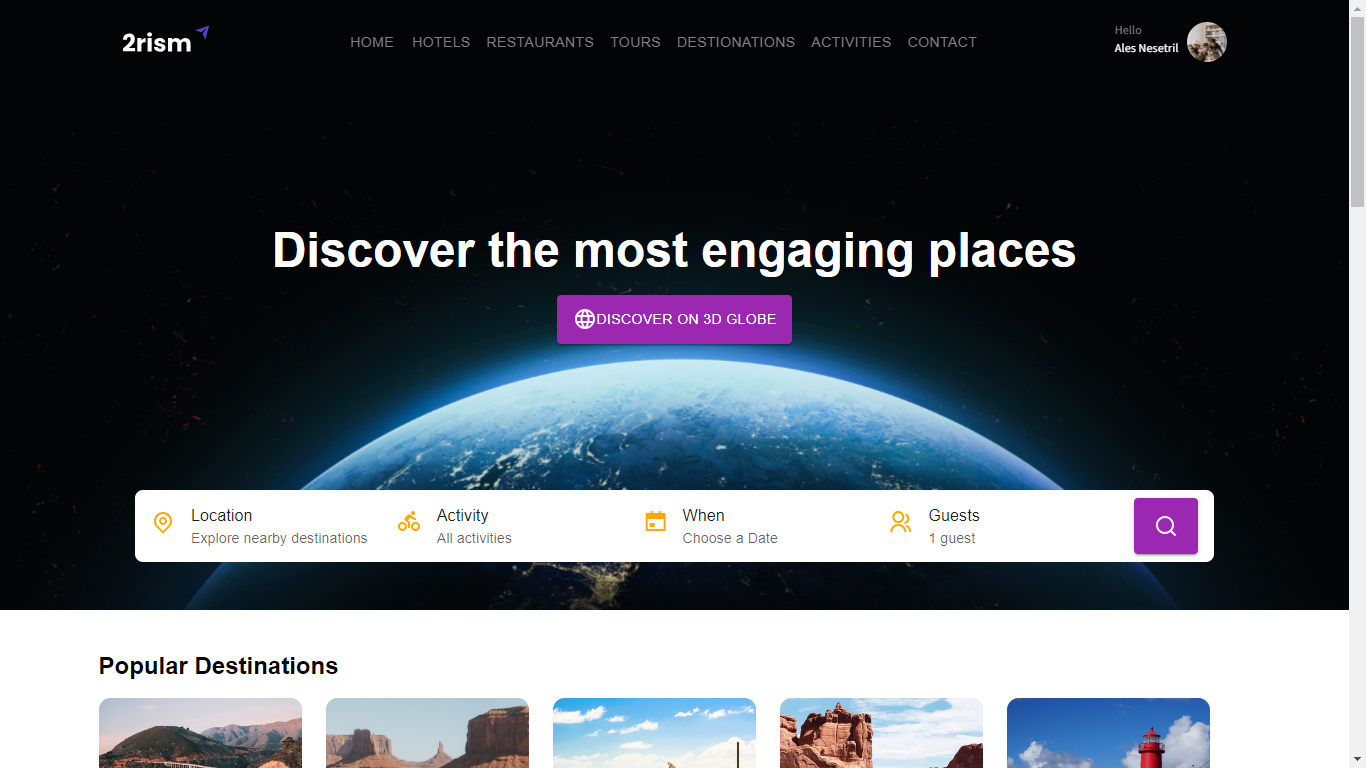 2rism
HOME HOTELS RESTAURANTS TOURS DESTIONATIONS ACTIVITIES CONTACT
Hello
Ales Nesetril
Discover the most engaging places
DISCOVER ON 3D GLOBE
Location
Explore nearby destinations
Activity
All activities
When
Choose a Date
Guests
1 guest
Popular Destinations